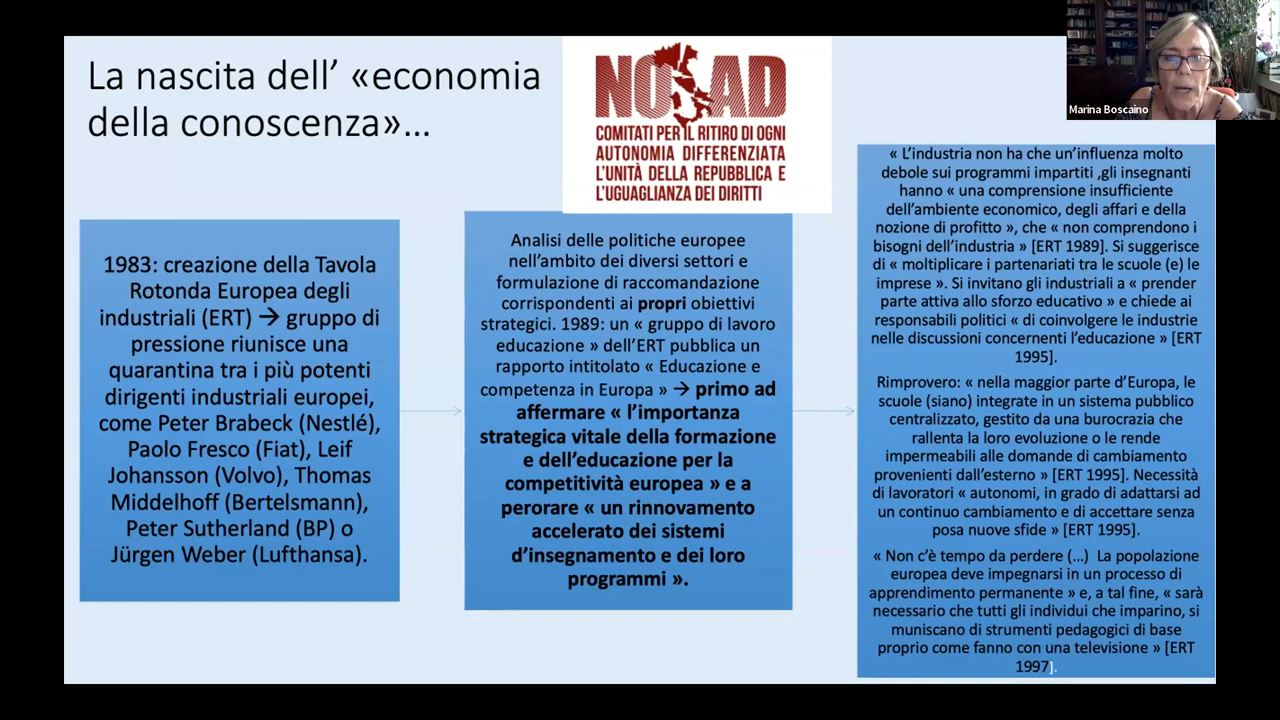 La nascita dell’ «economia
della conoscenza»...
NO AD
COMITATI PER IL RITIRO DI OGNI
AUTONOMIA DIFFERENZIATA
L'UNITÀ DELLA REPUBBLICA E
L'UGUAGLIANZA DEI DIRITTI
Marina Boscaino
1983: creazione della Tavola
Rotonda Europea degli
industriali (ERT) → gruppo di
pressione riunisce una
quarantina tra i più potenti
dirigenti industriali europei,
come Peter Brabeck (Nestlé),
Paolo Fresco (Fiat), Leif
Johansson (Volvo), Thomas
Middelhoff (Bertelsmann),
Peter Sutherland (BP) o
Jürgen Weber (Lufthansa).
Analisi delle politiche europee
nell’ambito dei diversi settori e
formulazione di raccomandazione
corrispondenti ai propri obiettivi
strategici. 1989: un « gruppo di lavoro
educazione » dell’ERT pubblica un
rapporto intitolato « Educazione e
competenza in Europa » → primo ad
affermare « l’importanza
strategica vitale della formazione
e dell’educazione per la
competitività europea » e a
perorare « un rinnovamento
accelerato dei sistemi
d’insegnamento e dei loro
programmi ».
« L’industria non ha che un’influenza molto
debole sui programmi impartiti ,gli insegnanti
hanno « una comprensione insufficiente
dell’ambiente economico, degli affari e della
nozione di profitto », che « non comprendono i
bisogni dell’industria » [ERT 1989]. Si suggerisce
di « moltiplicare i partenariati tra le scuole (e) le
imprese ». Si invitano gli industriali a « prender
parte attiva allo sforzo educativo » e chiede ai
responsabili politici « di coinvolgere le industrie
nelle discussioni concernenti l’educazione » [ERT
1995].
Rimprovero: « nella maggior parte d’Europa, le
scuole (siano) integrate in un sistema pubblico
centralizzato, gestito da una burocrazia che
rallenta la loro evoluzione o le rende
impermeabili alle domande di cambiamento
provenienti dall’esterno » [ERT 1995]. Necessità
di lavoratori « autonomi, in grado di adattarsi ad
un continuo cambiamento e di accettare senza
posa nuove sfide » [ERT 1995].
« Non c’è tempo da perdere (...) La popolazione
europea deve impegnarsi in un processo di
apprendimento permanente » e, a tal fine, « sarà
necessario che tutti gli individui che imparino, si
muniscano di strumenti pedagogici di base
proprio come fanno con una televisione » [ERT
1997].